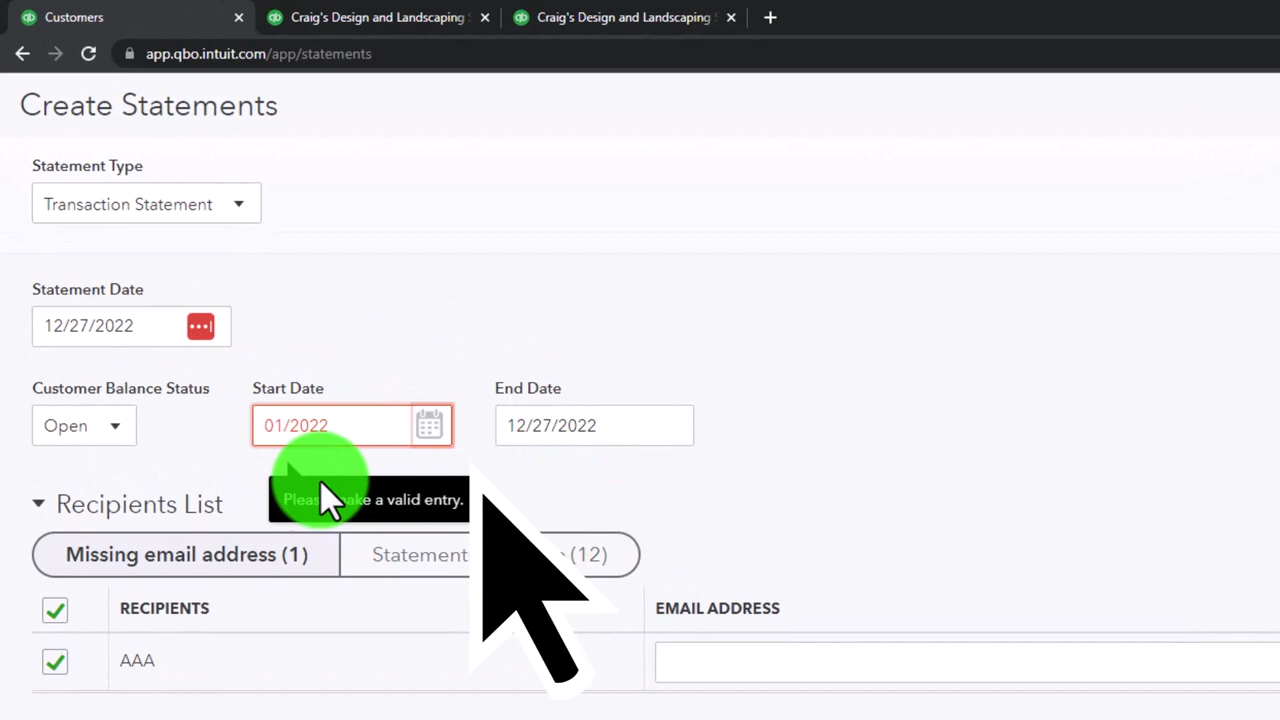 Customers
Craig's Design and Landscaping
Craig's Design and Landscaping
app.qbo.intuit.com/app/statements
Create Statements
Statement Type
Transaction Statement
Statement Date
12/27/2022
Customer Balance Status
Start Date
End Date
Open
01/2022
12/27/2022
a valid entry.
Recipients List
Missing email address (1)
Statement
(12)
RECIPIENTS
EMAIL ADDRESS
AAA